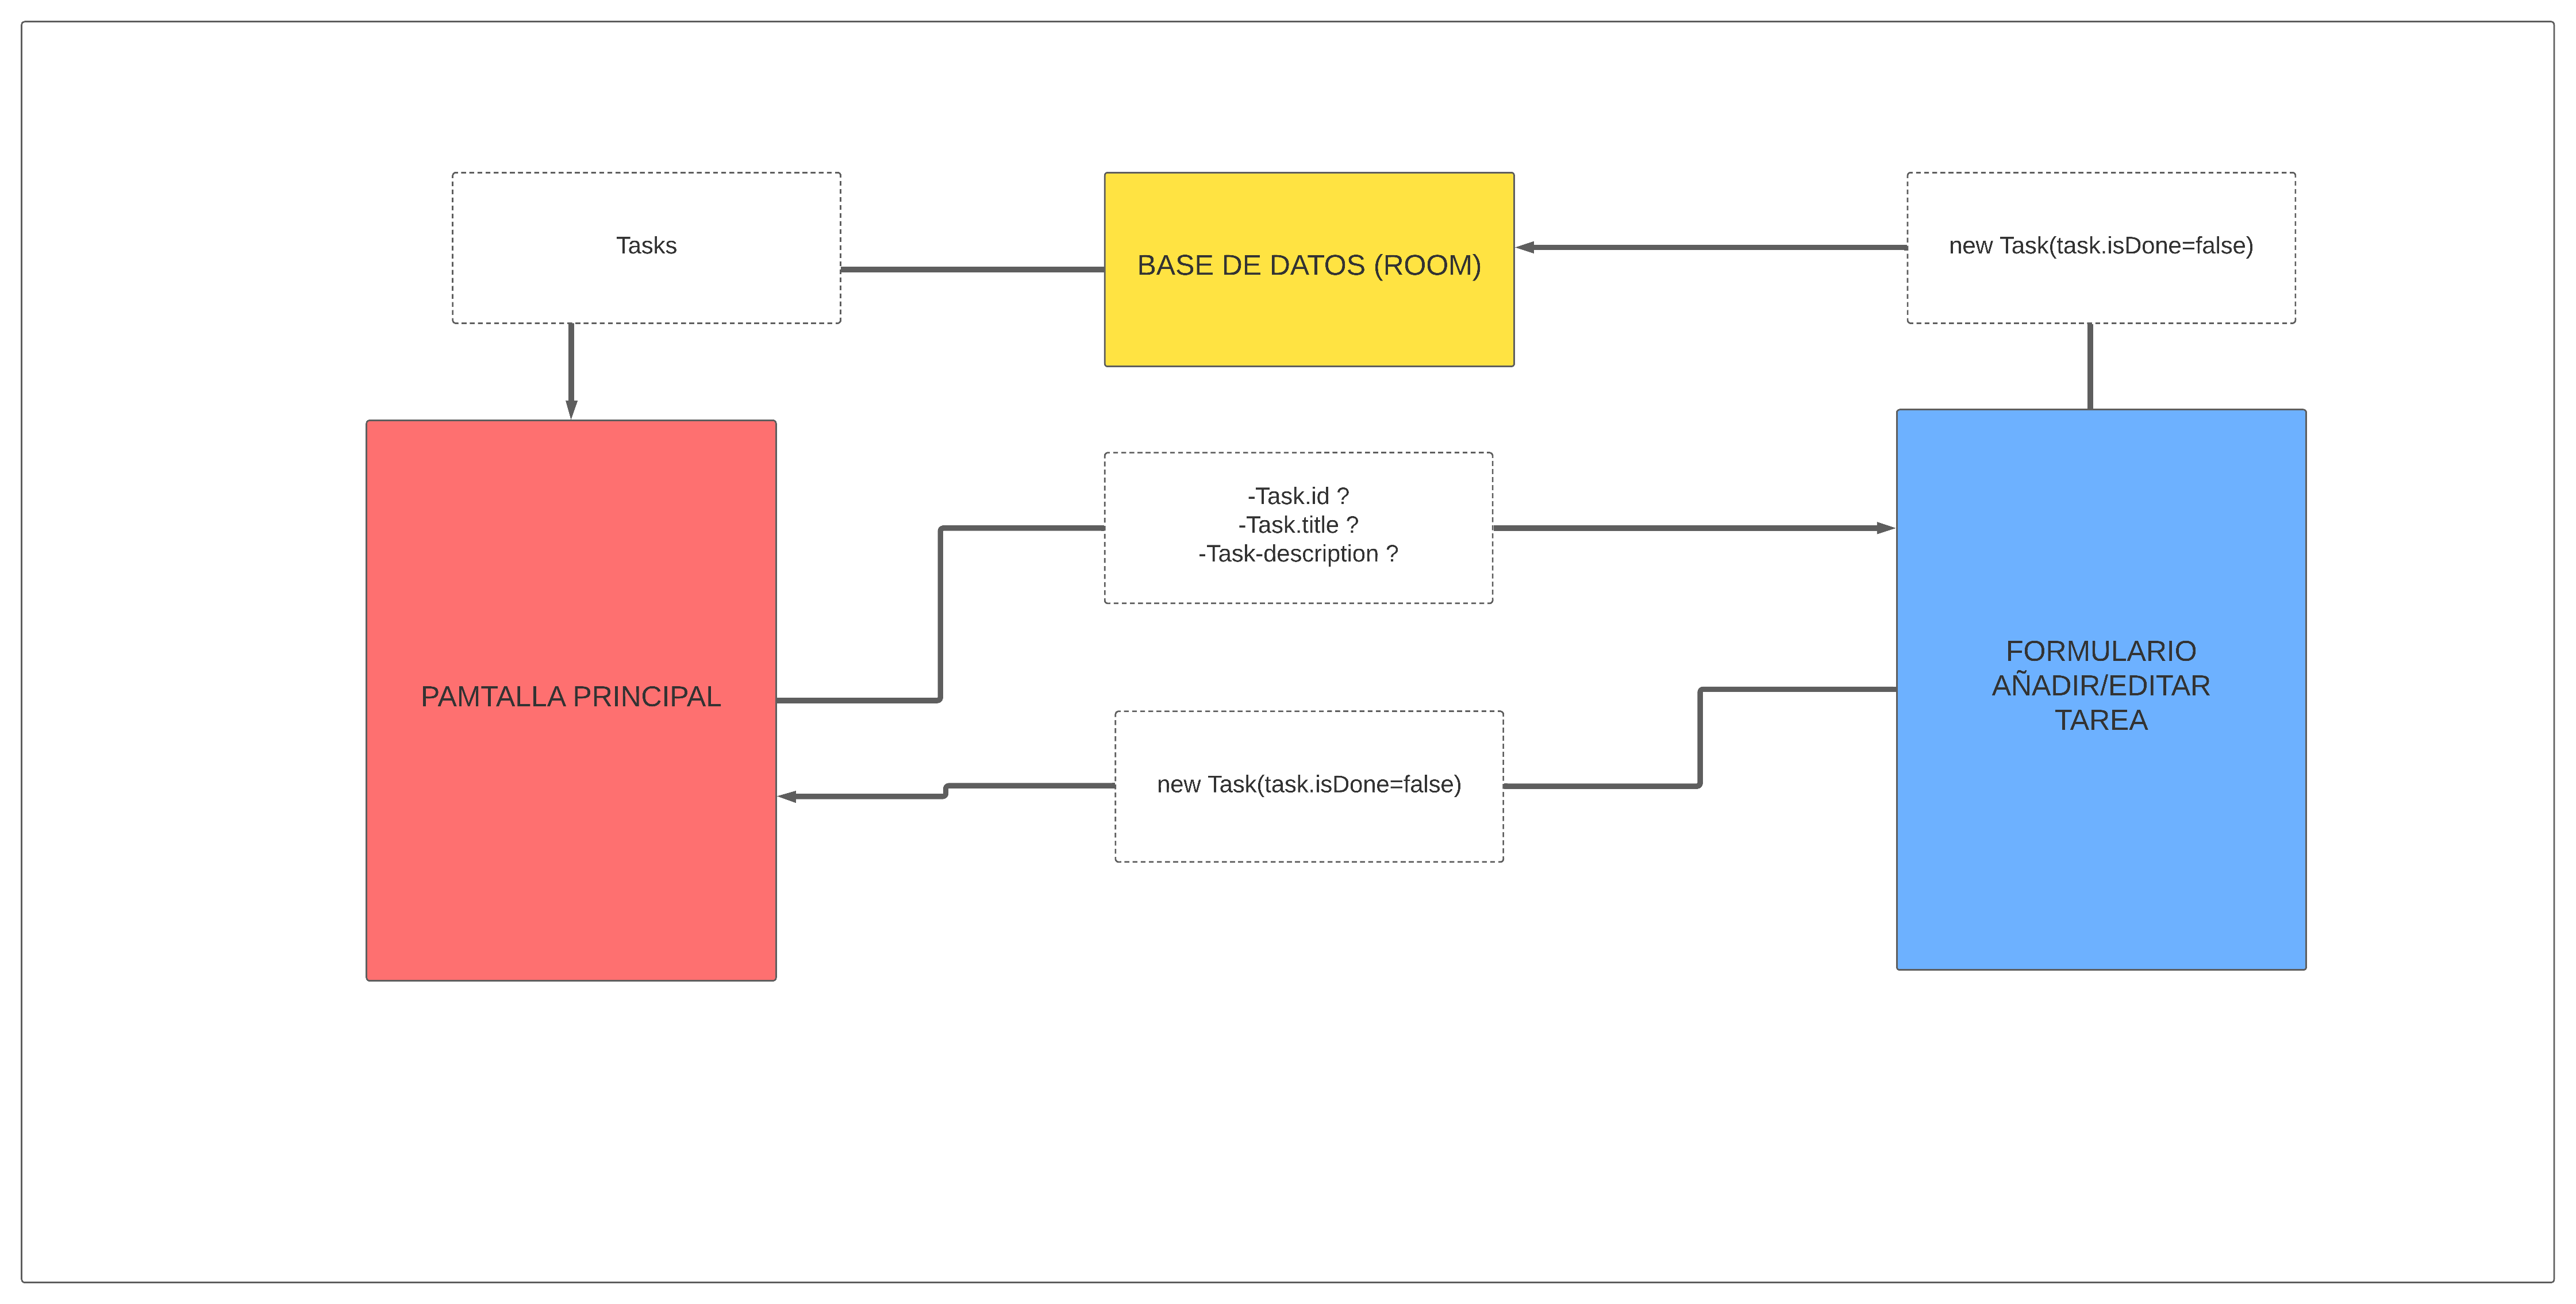 Tasks
BASE DE DATOS (ROOM)
new Task(task.isDone=false)
-Task.id ?
-Task.title ?
-Task-description ?
PAMTALLA PRINCIPAL
FORMULARIO
AÑADIR/EDITAR
TAREA
new Task(task.isDone=false)